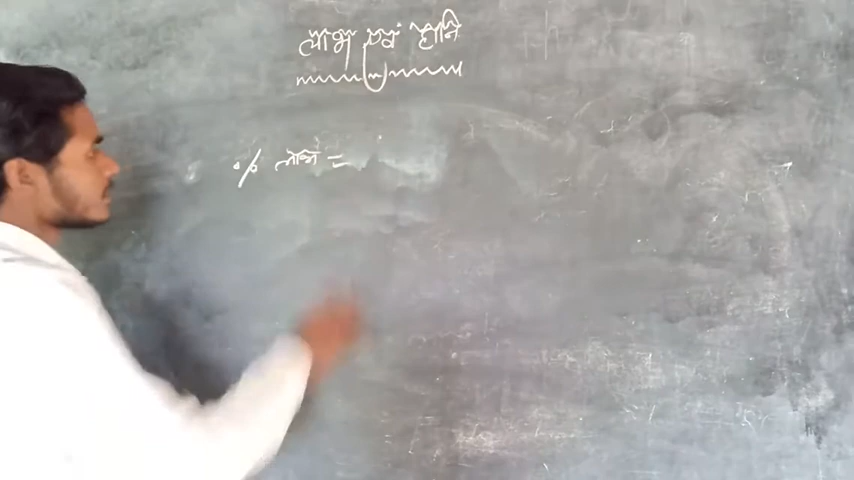 लाभ एवं हानि
% लाभ =